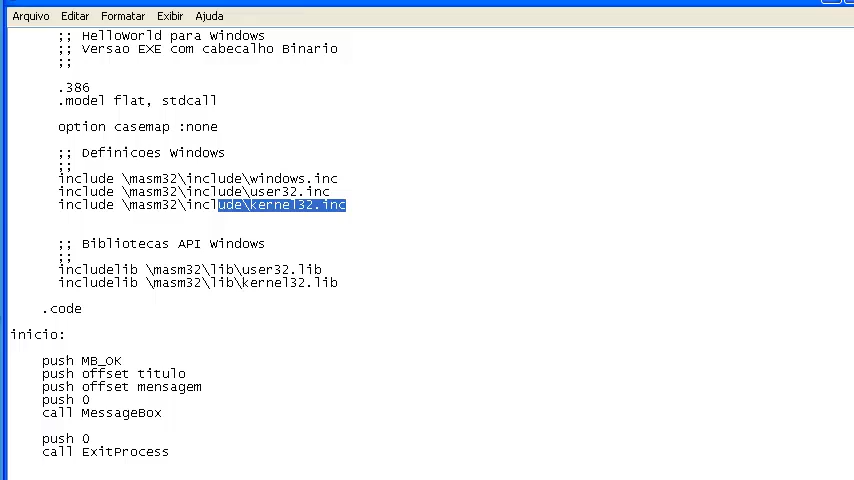 Arquivo Editar Formatar Exibir Ajuda
;; HelloWorld para Windows
;; Versao EXE com cabecalho Binario
;;
.386
.model flat, stdcall
option casemap :none
;; Definicoes Windows
;;
include \masm32\include\windows.inc
include \masm32\include\user32.inc
include \masm32\include\kernel32.inc
;; Bibliotecas API Windows
;;
includelib \masm32\lib\user32.lib
includelib \masm32\lib\kernel32.lib
.code
inicio:
push MB_OK
push offset titulo
push offset mensagem
push 0
call MessageBox
push 0
call ExitProcess